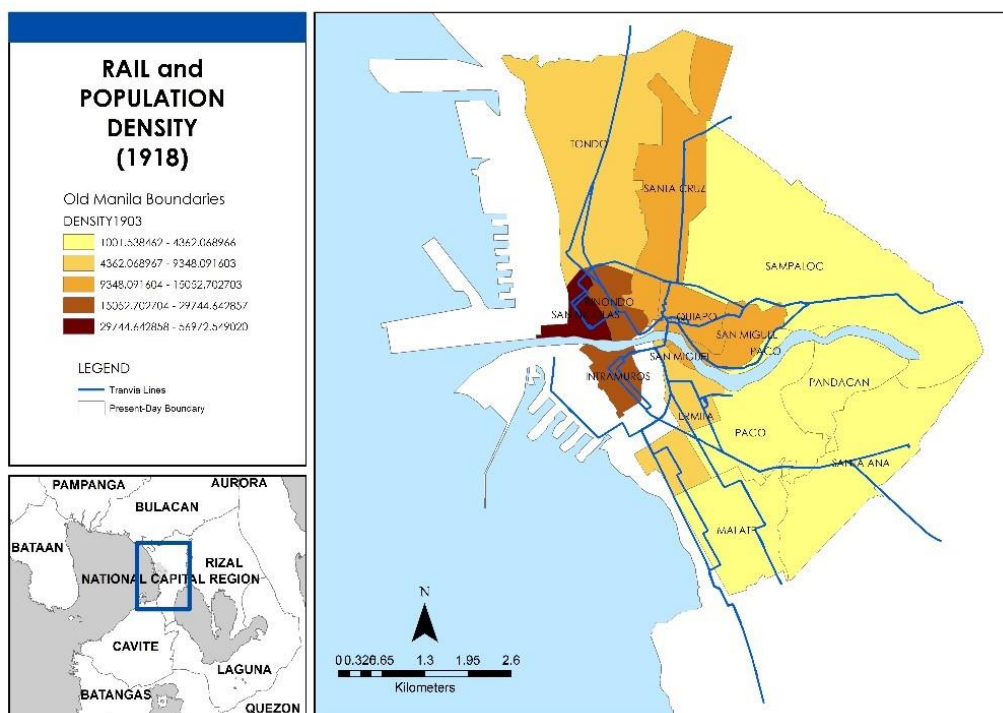 RAIL and
POPULATION
DENSITY
(1918)
Old Manila Boundaries
DENSITY1903
1001.538462 - 4362.068966
4362.068967 - 9348.091603
9348.091604 - 15052.702703
15052.702704 - 29744.642857
29744.642858 - 56972.549020
LEGEND
Tranvia Lines
Present-Day Boundary
TONDO
SANTA CRUZ
SAMPALOC
QUIAPO
SAN MIGUEL
PACO
SAN MIGUEL
INTRAMUROS
PANDACAN
ERMITA
PACO
SANTA ANA
MALATE
N
0 0.325 0.65 1.3 1.95 2.6
Kilometers
PAMPANGA
AURORA
BULACAN
BATAAN
RIZAL
NATIONAL CAPITAL REGION
CAVITE
LAGUNA
BATANGAS
QUEZON